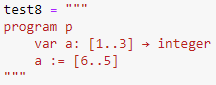 test8 = """
program p
    var a: [1..3] → integer
    a := [6..5]
"""